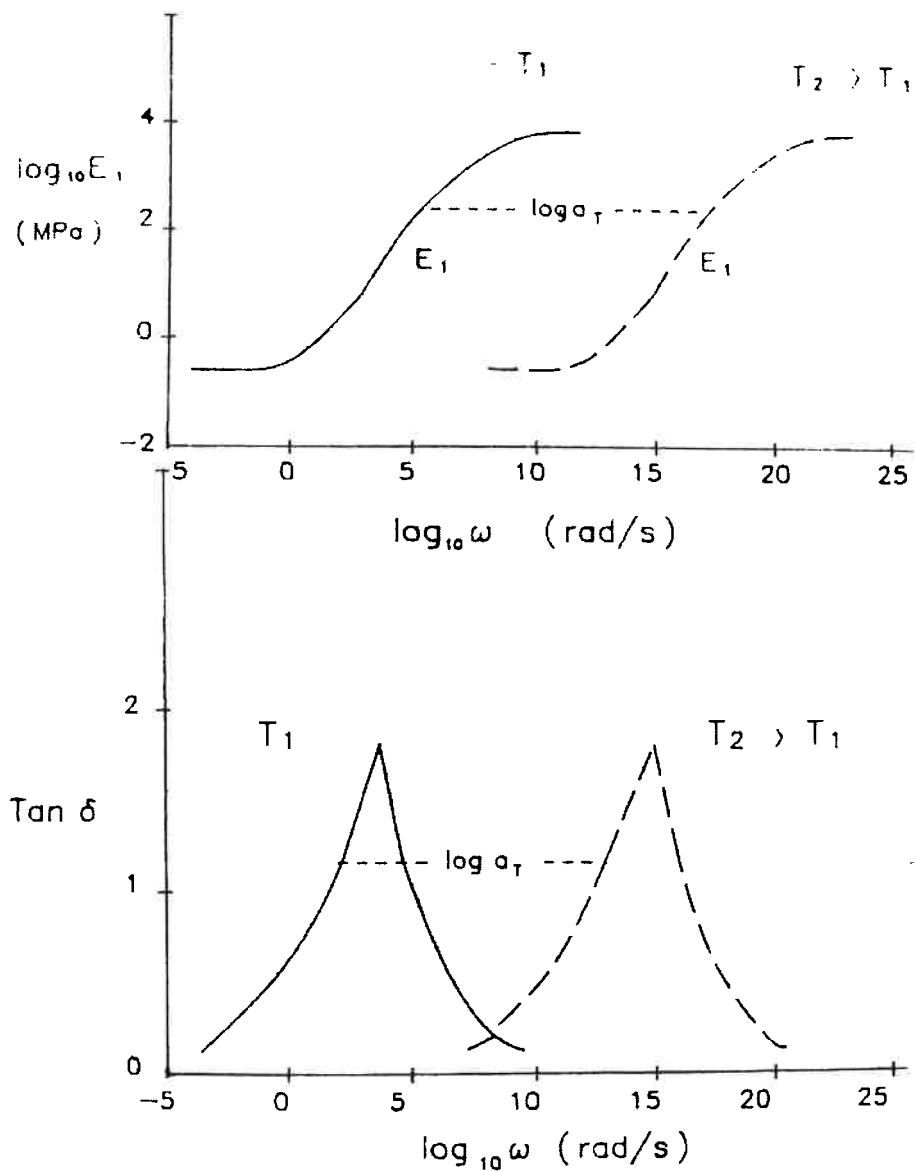 T₁
T₂ > T₁
4
log₁₀E₁
(MPa)
2
log a_T
E₁
E₁
0
-2
-5 0 5 10 15 20 25
log₁₀ω (rad/s)
2
T₁
T₂ > T₁
Tan δ
log a_T
1
0
-5 0 5 10 15 20 25
log₁₀ω (rad/s)